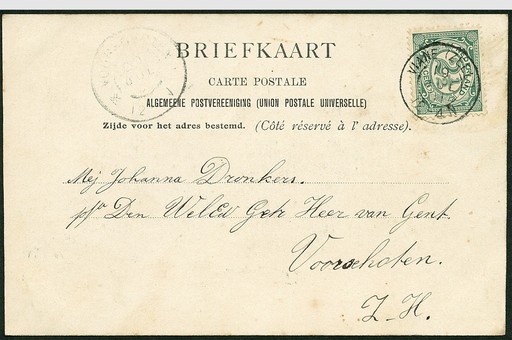 BRIEFKAART
CARTE POSTALE
ALGEMEENE POSTVEREENIGING (UNION POSTALE UNIVERSELLE)
Zijde voor het adres bestemd. (Côté réservé à l'adresse).
Mej Johanna Dronkers.
p/a Den WelEd Geb Heer van Gent.
Voorschoten.
Z. H.